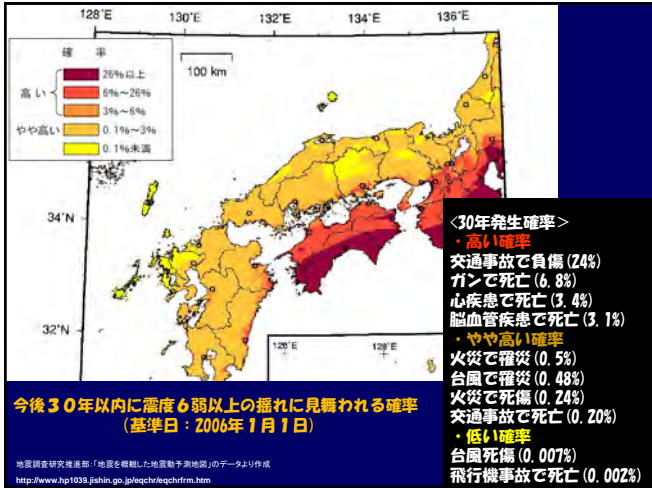 128°E
130°E
132°E
134°E
136°E
確 率
高い
26%以上
6%~26%
3%~6%
やや高い
0.1%~3%
0.1%未満
100 km
34°N
32°N
128°E
128°E
<30年発生確率>
・高い確率
交通事故で負傷(24%)
ガンで死亡(6.8%)
心疾患で死亡(3.4%)
脳血管疾患で死亡(3.1%)
・やや高い確率
火災で罹災(0.5%)
台風で罹災(0.48%)
火災で死傷(0.24%)
交通事故で死亡(0.20%)
・低い確率
台風死傷(0.007%)
飛行機事故で死亡(0.002%)
今後30年以内に震度6弱以上の揺れに見舞われる確率
(基準日:2006年1月1日)
地震調査研究推進部:「地震を概観した地震動予測地図」のデータより作成
http://www.hp1039.jishin.go.jp/eqchr/eqchrfrm.htm